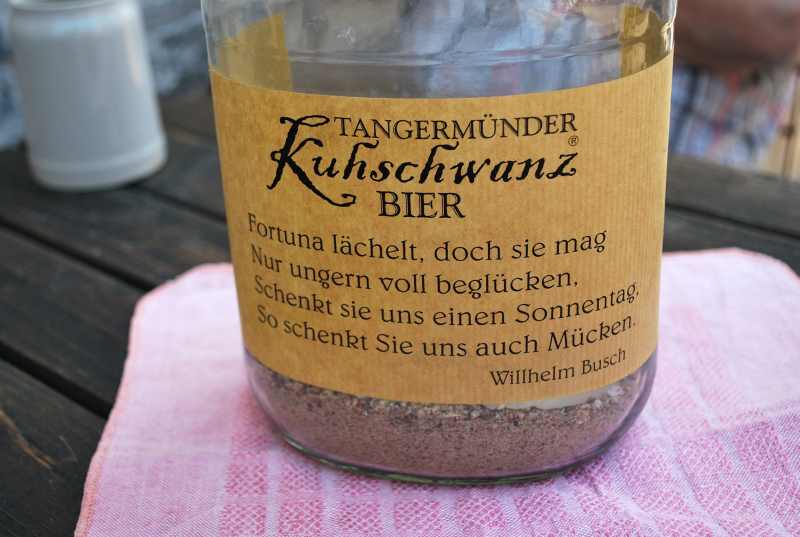 TANGERMÜNDER
Kuhschwanz®
BIER
Fortuna lächelt, doch sie mag
Nur ungern voll beglücken,
Schenkt sie uns einen Sonnentag,
So schenkt Sie uns auch Mücken.
Willhelm Busch